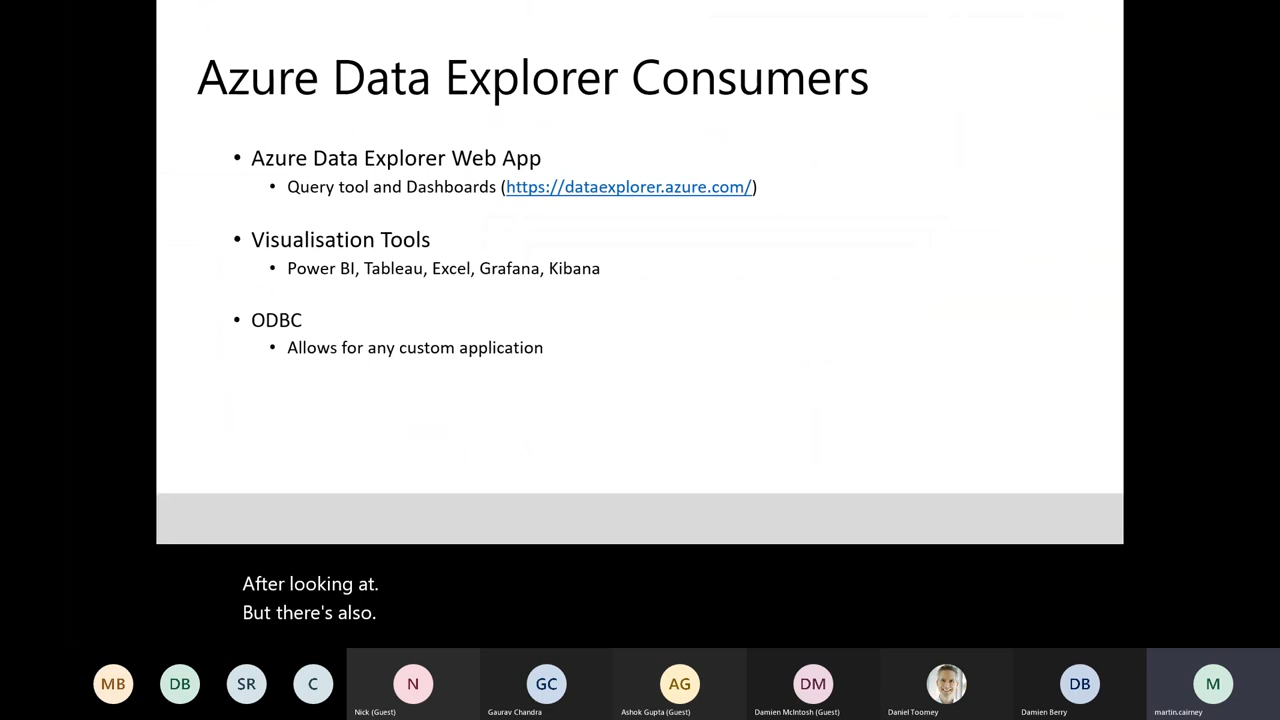 Azure Data Explorer Consumers
• Azure Data Explorer Web App
• Query tool and Dashboards (https://dataexplorer.azure.com/)
• Visualisation Tools
• Power BI, Tableau, Excel, Grafana, Kibana
• ODBC
• Allows for any custom application
After looking at.
But there's also.
MB DB SR C N GC AG DM DB M
Nick (Guest) Gaurav Chandra Ashok Gupta (Guest) Damien McIntosh (Guest) Daniel Toomey Damien Berry martin.cairney